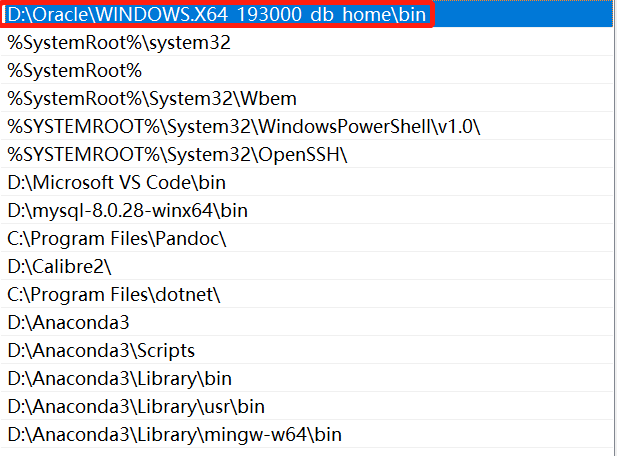 D:\Oracle\WINDOWS.X64_193000_db_home\bin
%SystemRoot%\system32
%SystemRoot%
%SystemRoot%\System32\Wbem
%SYSTEMROOT%\System32\WindowsPowerShell\v1.0\
%SYSTEMROOT%\System32\OpenSSH\
D:\Microsoft VS Code\bin
D:\mysql-8.0.28-winx64\bin
C:\Program Files\Pandoc\
D:\Calibre2\
C:\Program Files\dotnet\
D:\Anaconda3
D:\Anaconda3\Scripts
D:\Anaconda3\Library\bin
D:\Anaconda3\Library\usr\bin
D:\Anaconda3\Library\mingw-w64\bin